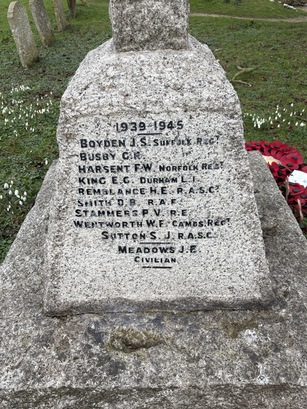 1939-1945
BOYDEN J.S. SUFFOLK REGT
BUSBY G.R.
HARSENT F.W. NORFOLK REGT
KING E.G. DURHAM L.I.
REMBLANCE H.E. R.A.S.C.
SMITH D.B. R.A.F.
STAMMERS P.V. R.E.
WENTWORTH W.F. CAMBS. REGT
SUTTON S.J. R.A.S.C.
MEADOWS J.F.
CIVILIAN